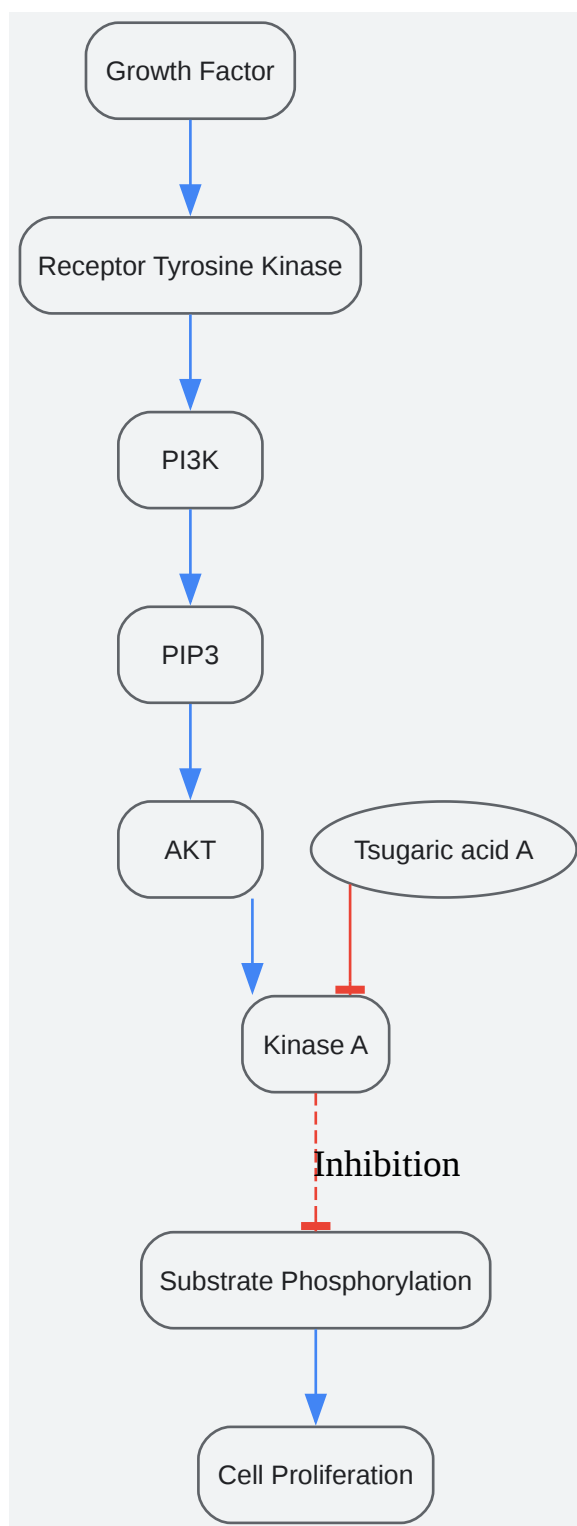 Growth Factor
Receptor Tyrosine Kinase
PI3K
PIP3
AKT
Tsugaric acid A
Kinase A
Inhibition
Substrate Phosphorylation
Cell Proliferation